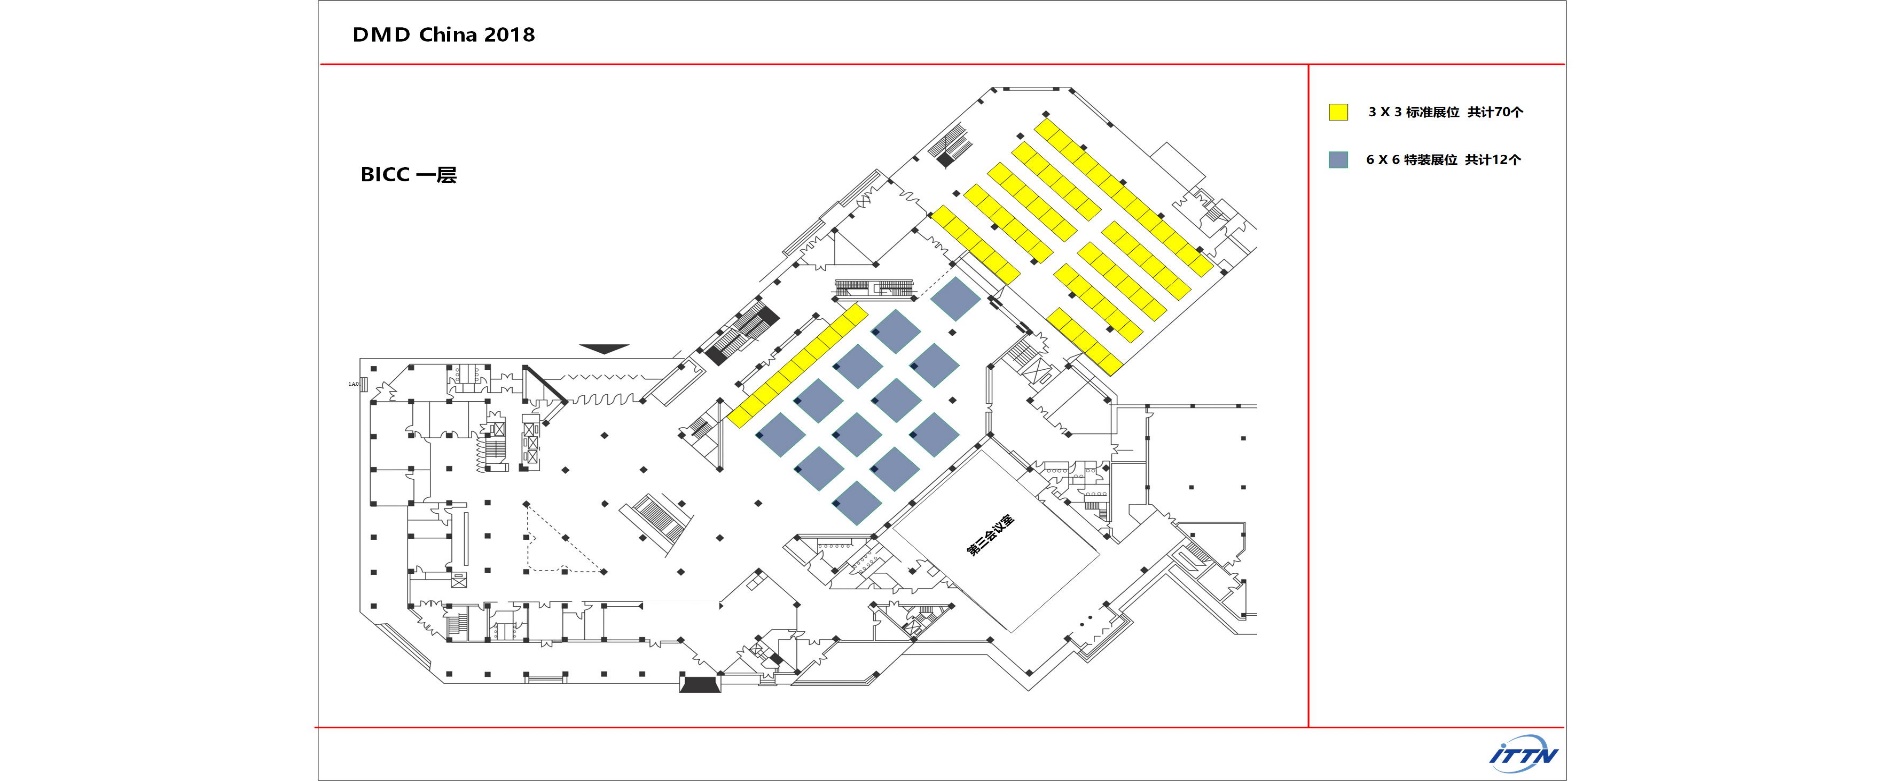 DMD China 2018
BICC 一层
3 X 3 标准展位 共计70个
6 X 6 特装展位 共计12个
第三会议室
iTTN